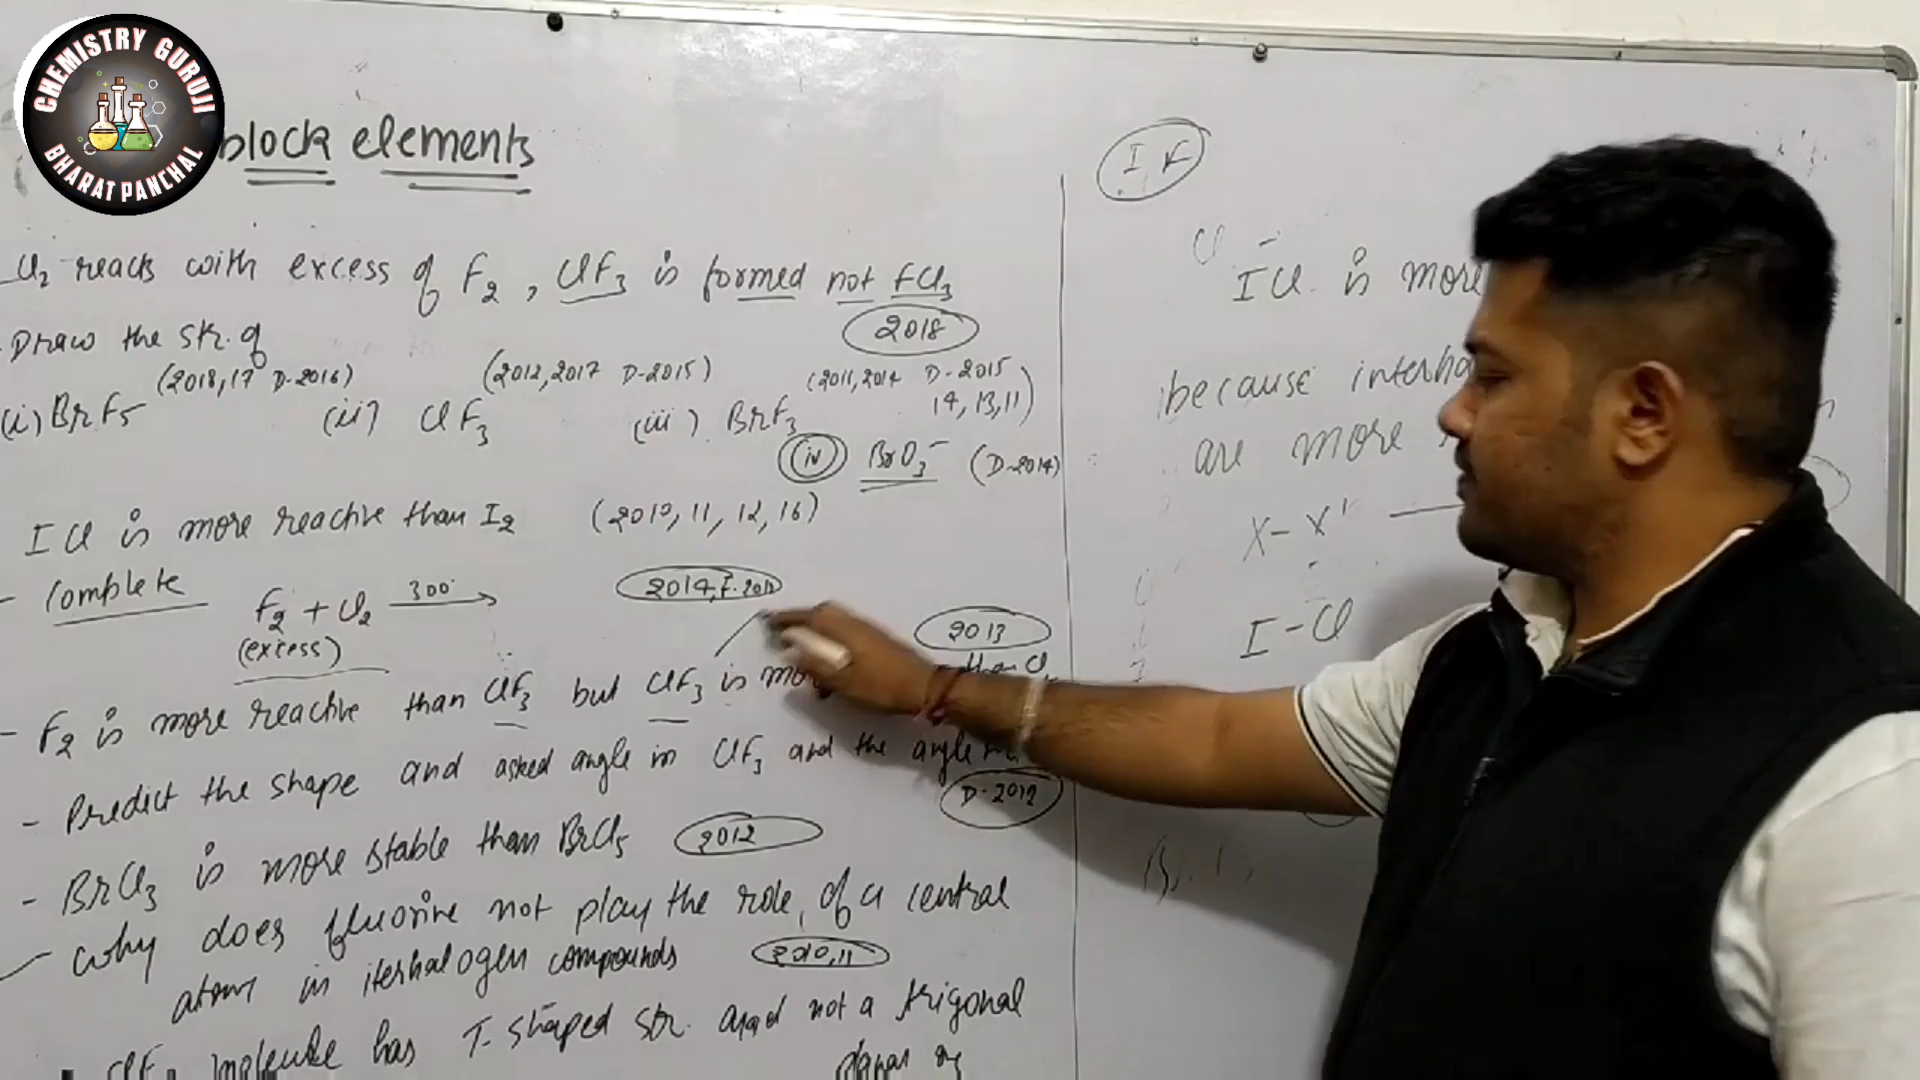 CHEMISTRY GURUJI
BHARAT PANCHAL
block elements
Cl2 reacts with excess of F2, ClF3 is formed not FCl3
2018
Draw the str. of
(2018,17 D-2016) (2012,2017 D-2015) (2011,2014 D-2015
14,13,11)
(i) BrF5 (ii) ClF3 (iii) BrF3
(iv) BrO3- (D-2014)
ICl is more reactive than I2 (2010, 11, 12, 16)
- Complete
F2 + Cl2 300° →
(excess)
2014,
2013
- F2 is more reactive than ClF3 but ClF3 is than Cl
- Predict the shape and asked angle in ClF3 and the angle
D-2012
- BrCl3 is more stable than BrCl5 2012
- Why does fluorine not play the role of a central
atom in iterhalogen compounds 2010,11
molecule has T-shaped str. and not a trigonal
I
ICl is more
because
are more
X-X'
I-Cl